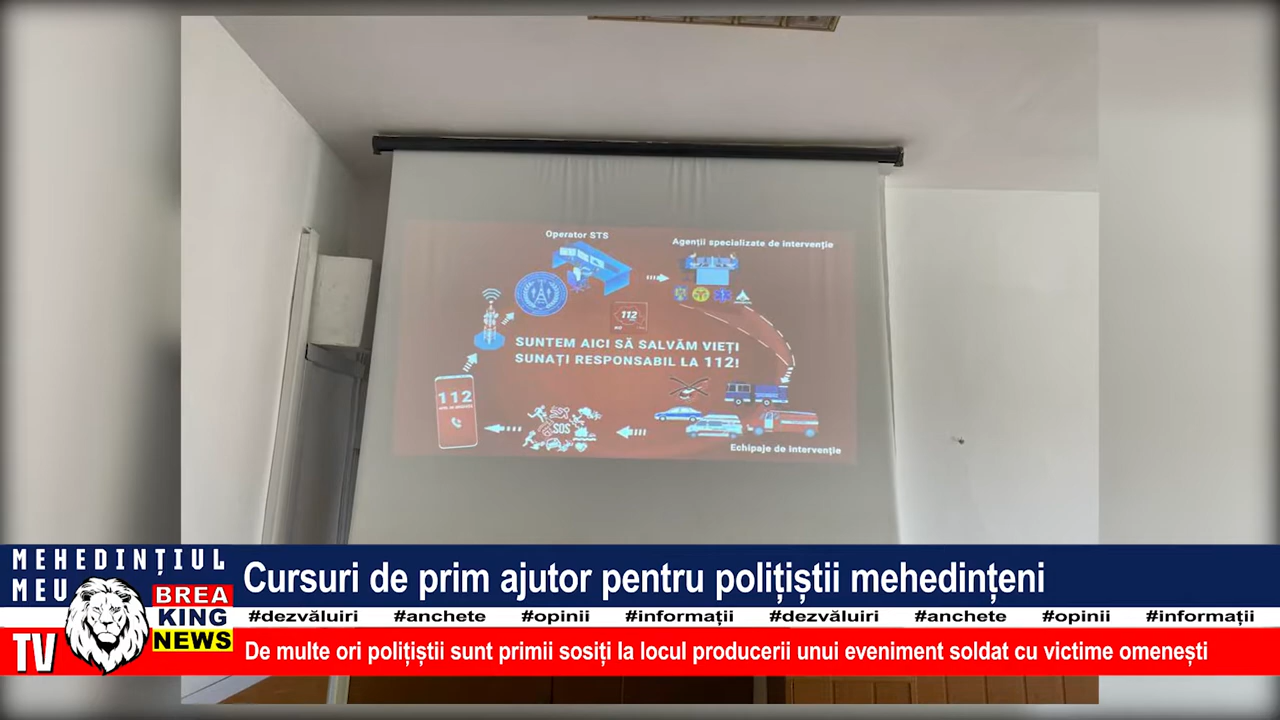 Operator STS
Agenții specializate de intervenție
112
SUNTEM AICI SĂ SALVĂM VIEȚI
SUNAȚI RESPONSABIL LA 112!
112
SOS
Echipaje de Intervenție
MEHEDINȚIUL
MEU
BREA
KING
NEWS
TV
Cursuri de prim ajutor pentru polițiștii mehedințeni
#dezvăluiri #anchete #opinii #informații #dezvăluiri #anchete #opinii #informații
De multe ori polițiștii sunt primii sosiți la locul producerii unui eveniment soldat cu victime omenești